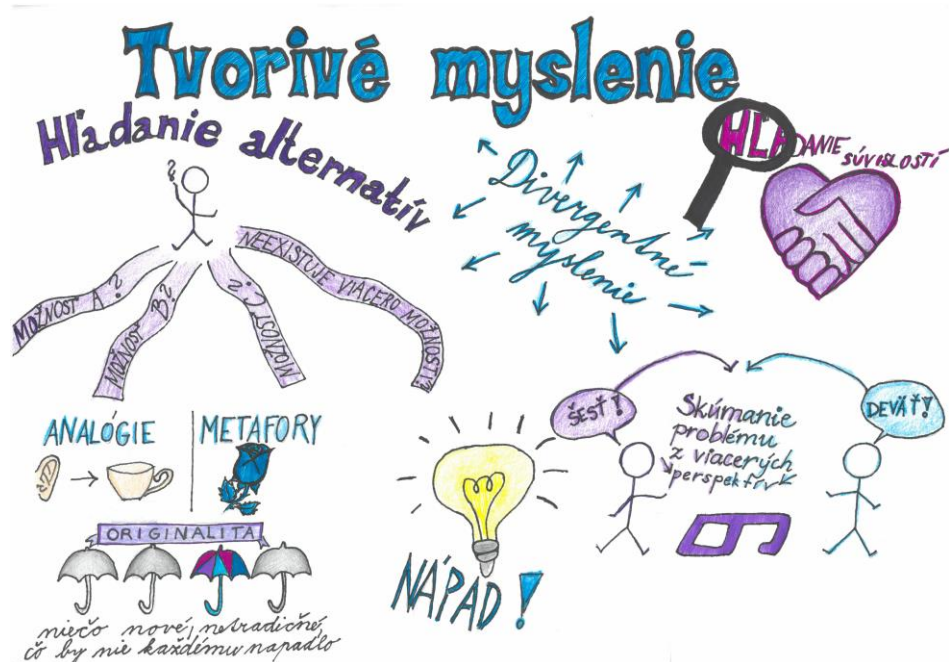 Tvorivé myslenie
Hľadanie alternatív
?
MOŽNOSŤ A?
MOŽNOSŤ B?
MOŽNOSŤ C?
NEEXISTUJE VIACERO MOŽNOSTÍ?
Divergentné
myslenie
HĽADANIE
SÚVISLOSTÍ
ANALÓGIE
METAFORY
ORIGINALITA
niečo nové, netradičné,
čo by nie každému napadlo
NÁPAD!
ŠESŤ!
Skúmanie
problému
z viacerých
perspektív
DEVÄŤ!
6